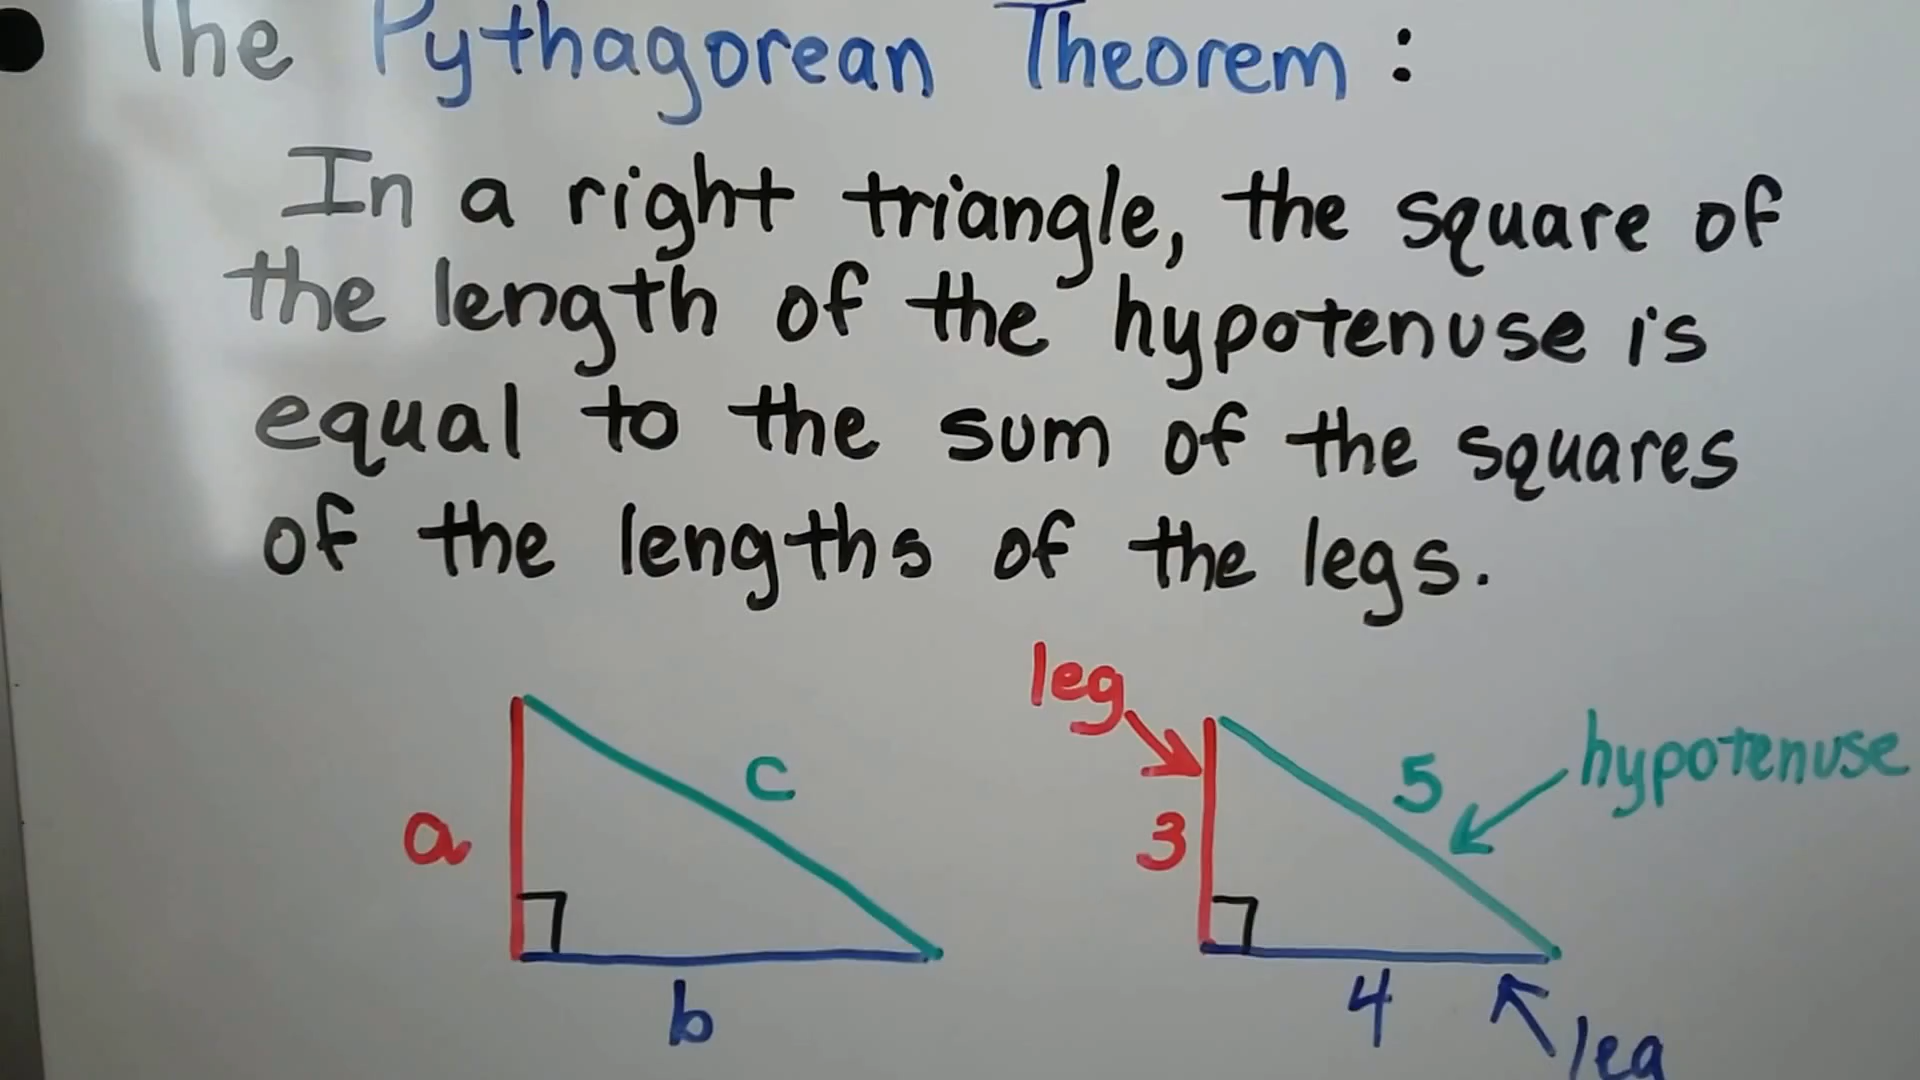 The Pythagorean Theorem:
In a right triangle, the square of
the length of the hypotenuse is
equal to the sum of the squares
of the lengths of the legs.
leg
hypotenuse
c
5
a
3
b
4
leg